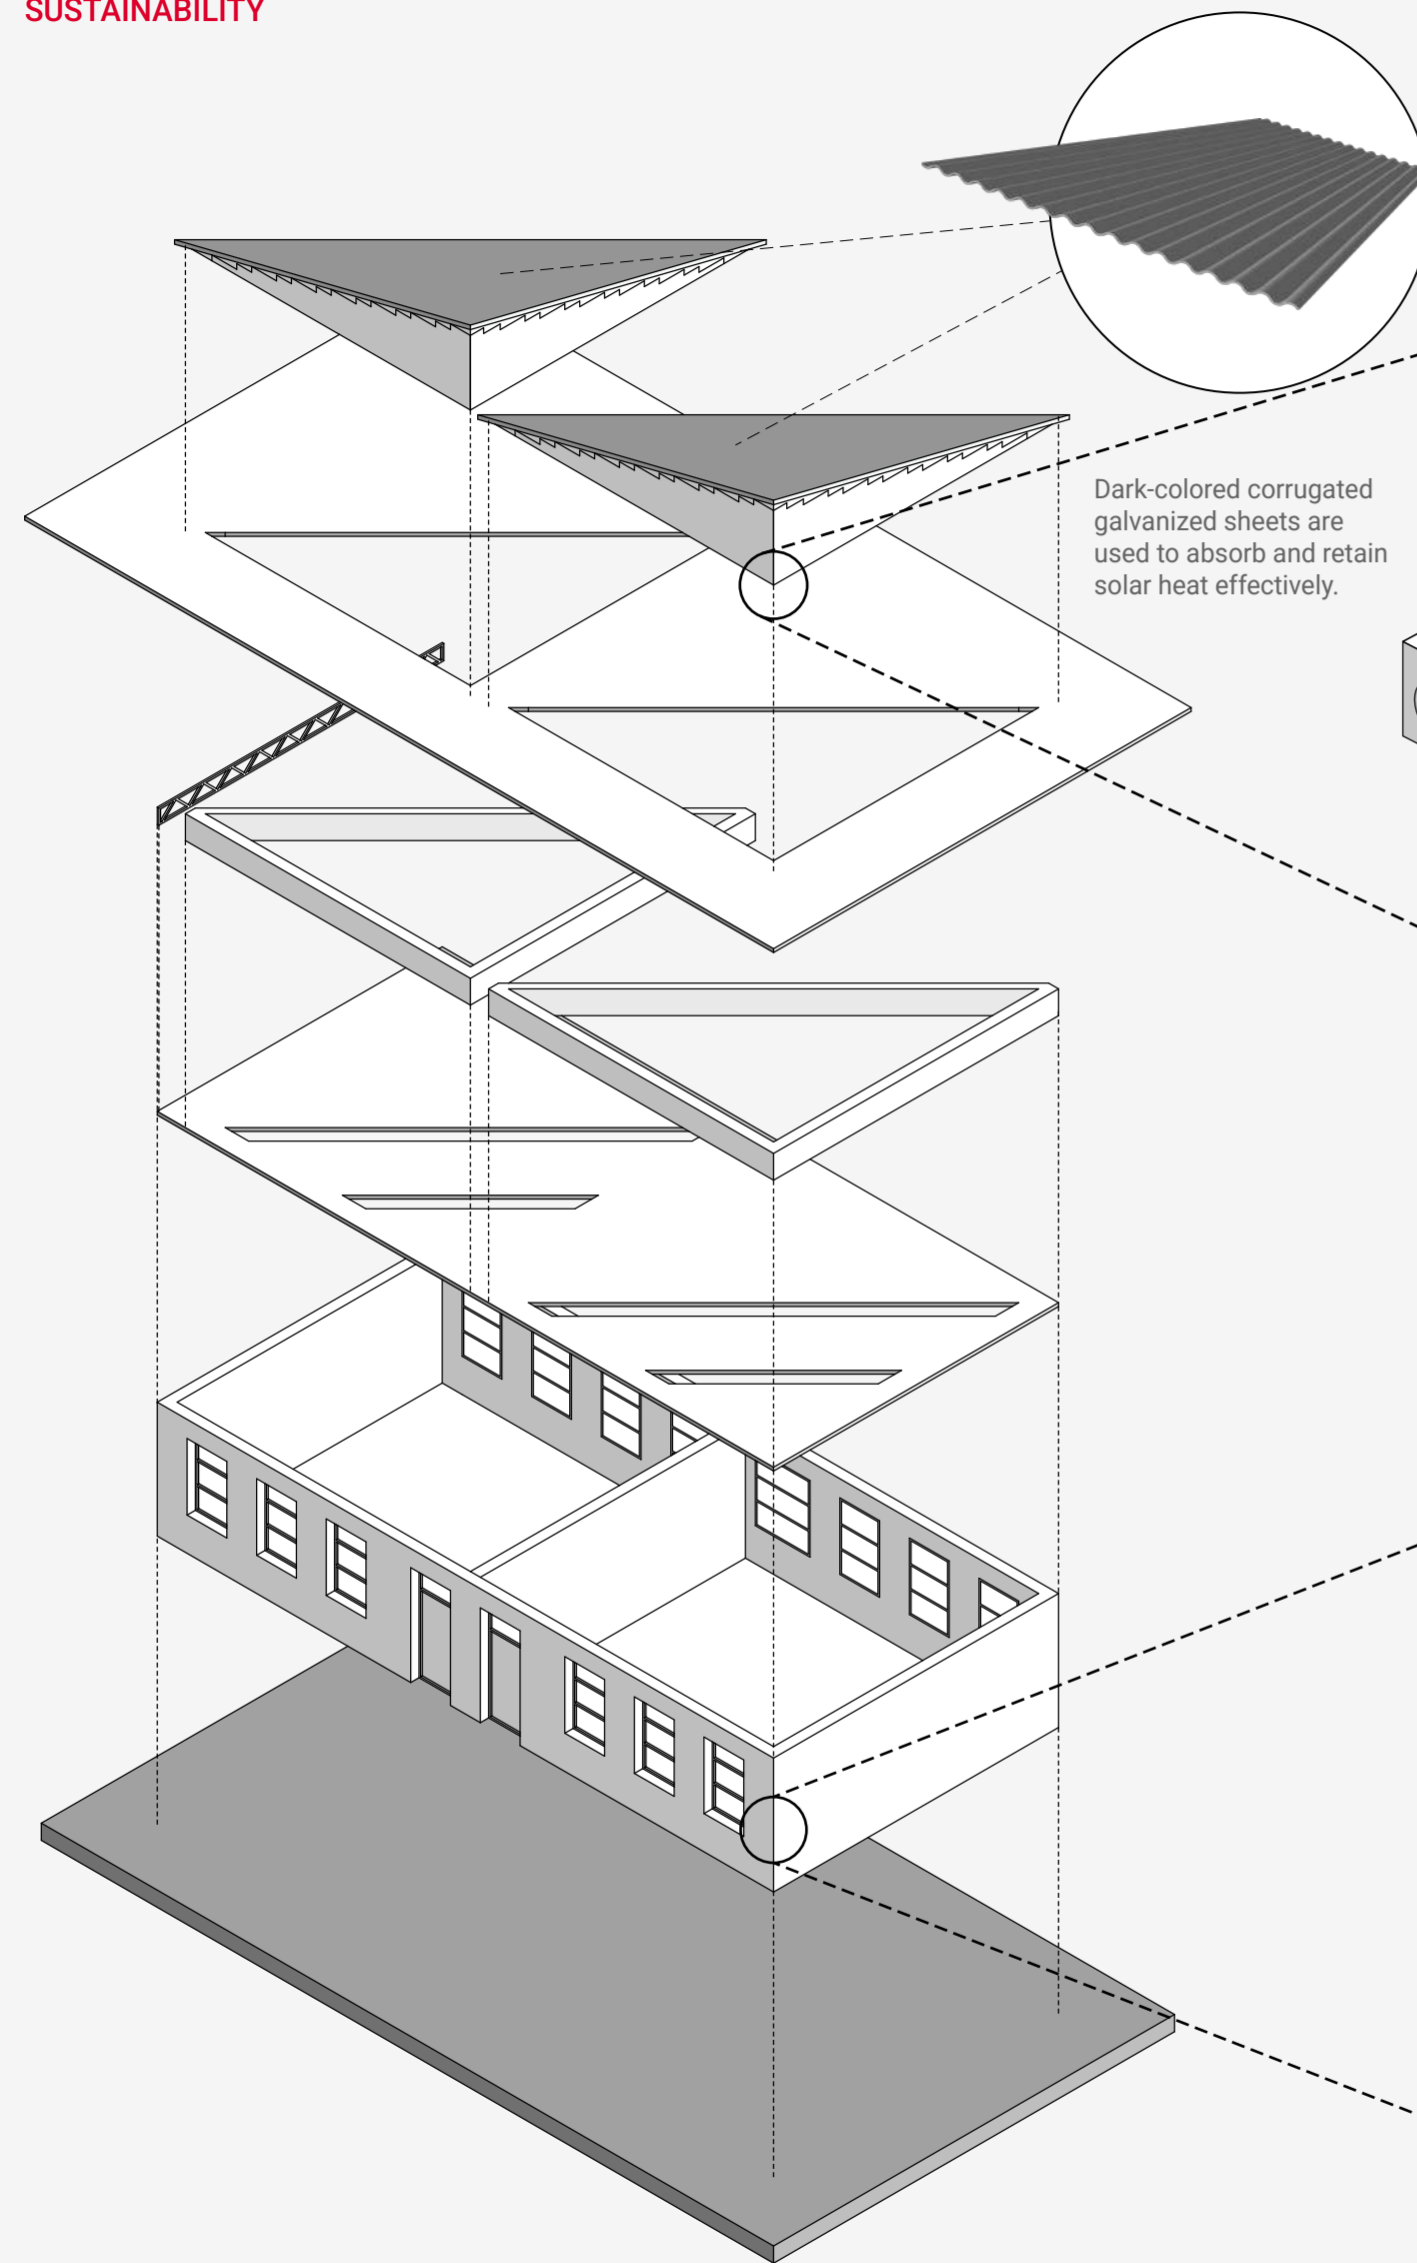 SUSTAINABILITY
Dark-colored corrugated
galvanized sheets are
used to absorb and retain
solar heat effectively.